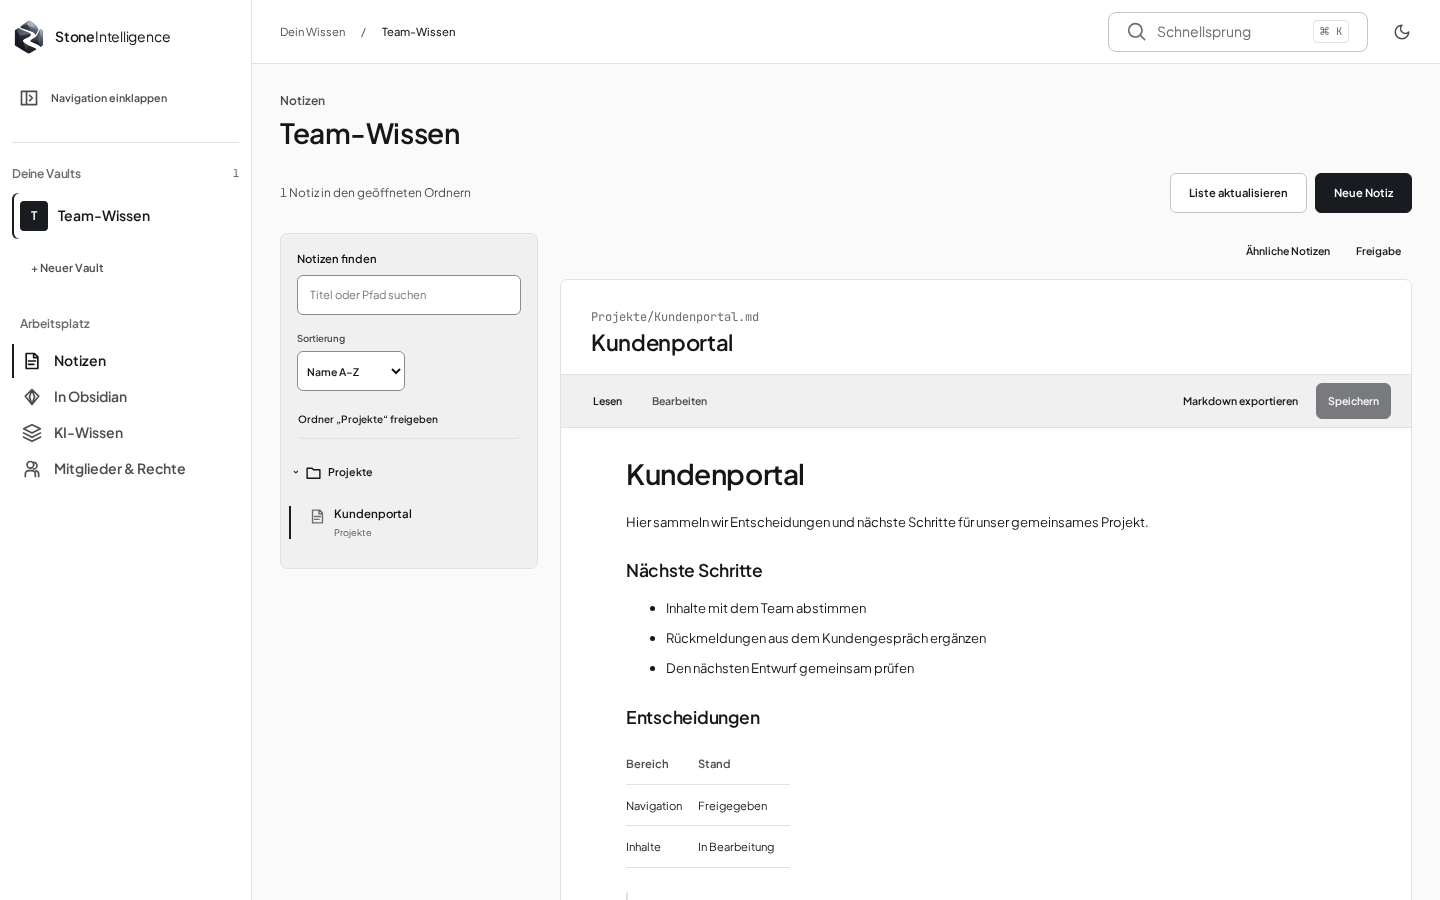 StoneIntelligence
Navigation einklappen
Deine Vaults 1
T Team-Wissen
+ Neuer Vault
Arbeitsplatz
Notizen
In Obsidian
KI-Wissen
Mitglieder & Rechte
Dein Wissen / Team-Wissen
Schnellsprung ⌘ K
Notizen
Team-Wissen
1 Notiz in den geöffneten Ordnern
Liste aktualisieren Neue Notiz
Notizen finden
Titel oder Pfad suchen
Sortierung
Name A–Z
Ordner „Projekte“ freigeben
Projekte
Kundenportal
Projekte
Ähnliche Notizen Freigabe
Projekte/Kundenportal.md
Kundenportal
Lesen Bearbeiten Markdown exportieren Speichern
Kundenportal
Hier sammeln wir Entscheidungen und nächste Schritte für unser gemeinsames Projekt.
Nächste Schritte
• Inhalte mit dem Team abstimmen
• Rückmeldungen aus dem Kundengespräch ergänzen
• Den nächsten Entwurf gemeinsam prüfen
Entscheidungen
Bereich Stand
Navigation Freigegeben
Inhalte In Bearbeitung